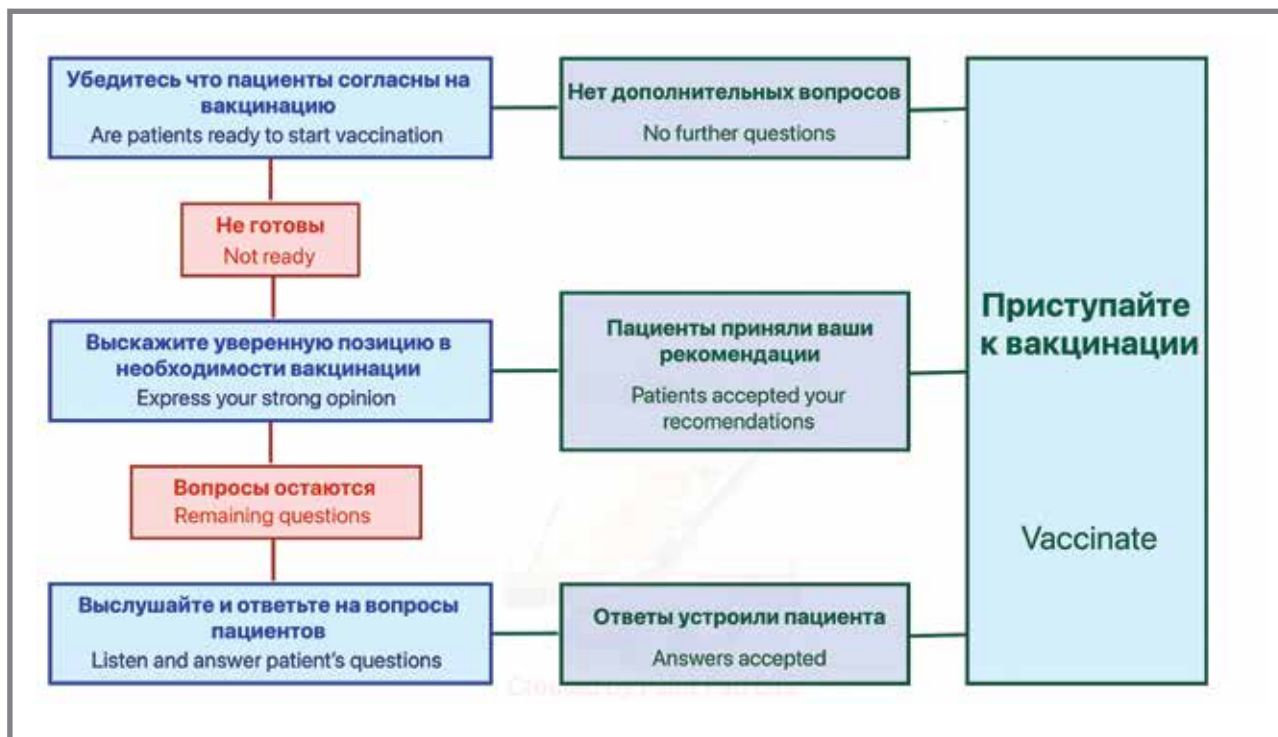 Убедитесь что пациенты согласны на
вакцинацию
Are patients ready to start vaccination
Нет дополнительных вопросов
No further questions
Не готовы
Not ready
Выскажите уверенную позицию в
необходимости вакцинации
Express your strong opinion
Пациенты приняли ваши
рекомендации
Patients accepted your
recomendations
Приступайте
к вакцинации
Vaccinate
Вопросы остаются
Remaining questions
Выслушайте и ответьте на вопросы
пациентов
Listen and answer patient's questions
Ответы устроили пациента
Answers accepted